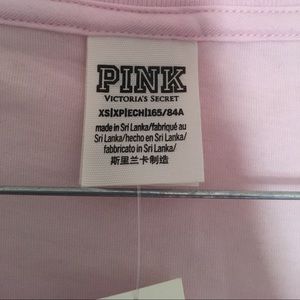 PINK
VICTORIA'S SECRET
XS|XP|ECH|165/84A
made in Sri Lanka/fabriqué au
Sri Lanka/hecho en Sri Lanka/
fabbricato in Sri Lanka/
斯里兰卡制造